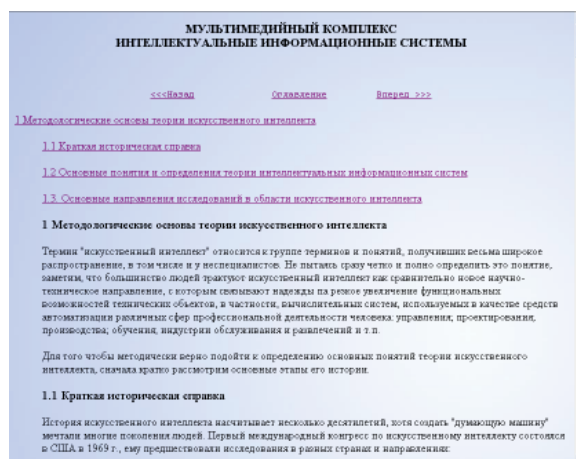 МУЛЬТИМЕДИЙНЫЙ КОМПЛЕКС
ИНТЕЛЛЕКТУАЛЬНЫЕ ИНФОРМАЦИОННЫЕ СИСТЕМЫ
<<<Назад Оглавление Вперед >>>
1 Методологические основы теории искусственного интеллекта
1.1 Краткая историческая справка
1.2 Основные понятия и определения теории интеллектуальных информационных систем
1.3. Основные направления исследований в области искусственного интеллекта
1 Методологические основы теории искусственного интеллекта
Термин "искусственный интеллект" относится к группе терминов и понятий, получивших весьма широкое
распространение, в том числе и у неспециалистов. Не пытаясь сразу четко и полно определить это понятие,
заметим, что большинство людей трактуют искусственный интеллект как сравнительно новое научно-
техническое направление, с которым связывают надежды на резкое увеличение функциональных
возможностей технических объектов, в частности, вычислительных систем, используемых в качестве средств
автоматизации различных сфер профессиональной деятельности человека: управления, проектирования,
производства; обучения, индустрии обслуживания и развлечений и т.п.
Для того чтобы методически верно подойти к определению основных понятий теории искусственного
интеллекта, сначала кратко рассмотрим основные этапы его истории.
1.1 Краткая историческая справка
История искусственного интеллекта насчитывает несколько десятилетий, хотя создать "думающую машину"
мечтали многие поколения людей. Первый международный конгресс по искусственному интеллекту состоялся
в США в 1969 г., ему предшествовали исследования в разных странах и направлениях: